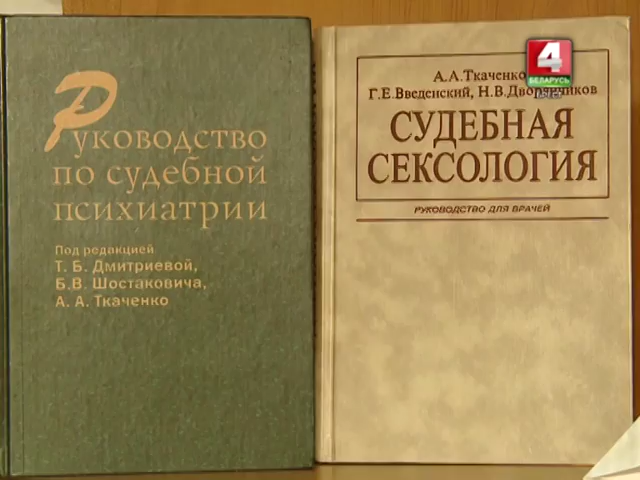 Руководство
по судебной
психиатрии
Под редакцией
Т. Б. Дмитриевой,
Б.В. Шостаковича,
А. А. Ткаченко
А.А.Ткаченко
Г.Е.Введенский, Н.В.Дворянчиков
СУДЕБНАЯ
СЕКСОЛОГИЯ
РУКОВОДСТВО ДЛЯ ВРАЧЕЙ
4
БЕЛАРУСЬ